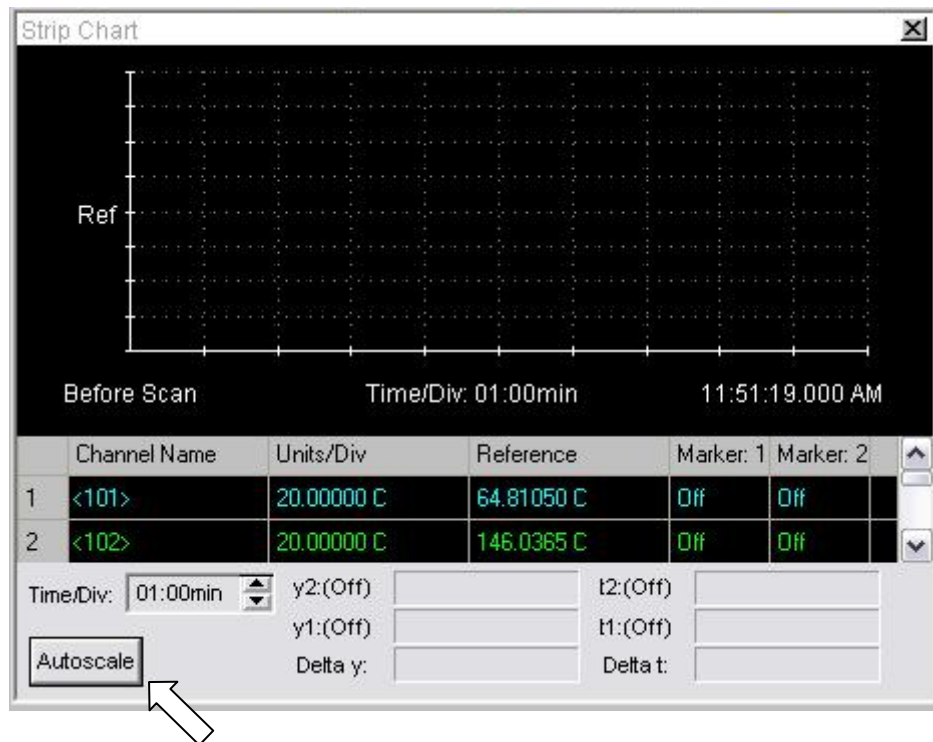 Strip Chart
Ref
Before Scan Time/Div: 01:00min 11:51:19.000 AM
Channel Name Units/Div Reference Marker: 1 Marker: 2
1 <101> 20.00000 C 64.81050 C Off Off
2 <102> 20.00000 C 146.0365 C Off Off
Time/Div: 01:00min y2:(Off) t2:(Off)
y1:(Off) t1:(Off)
Autoscale Delta y: Delta t: